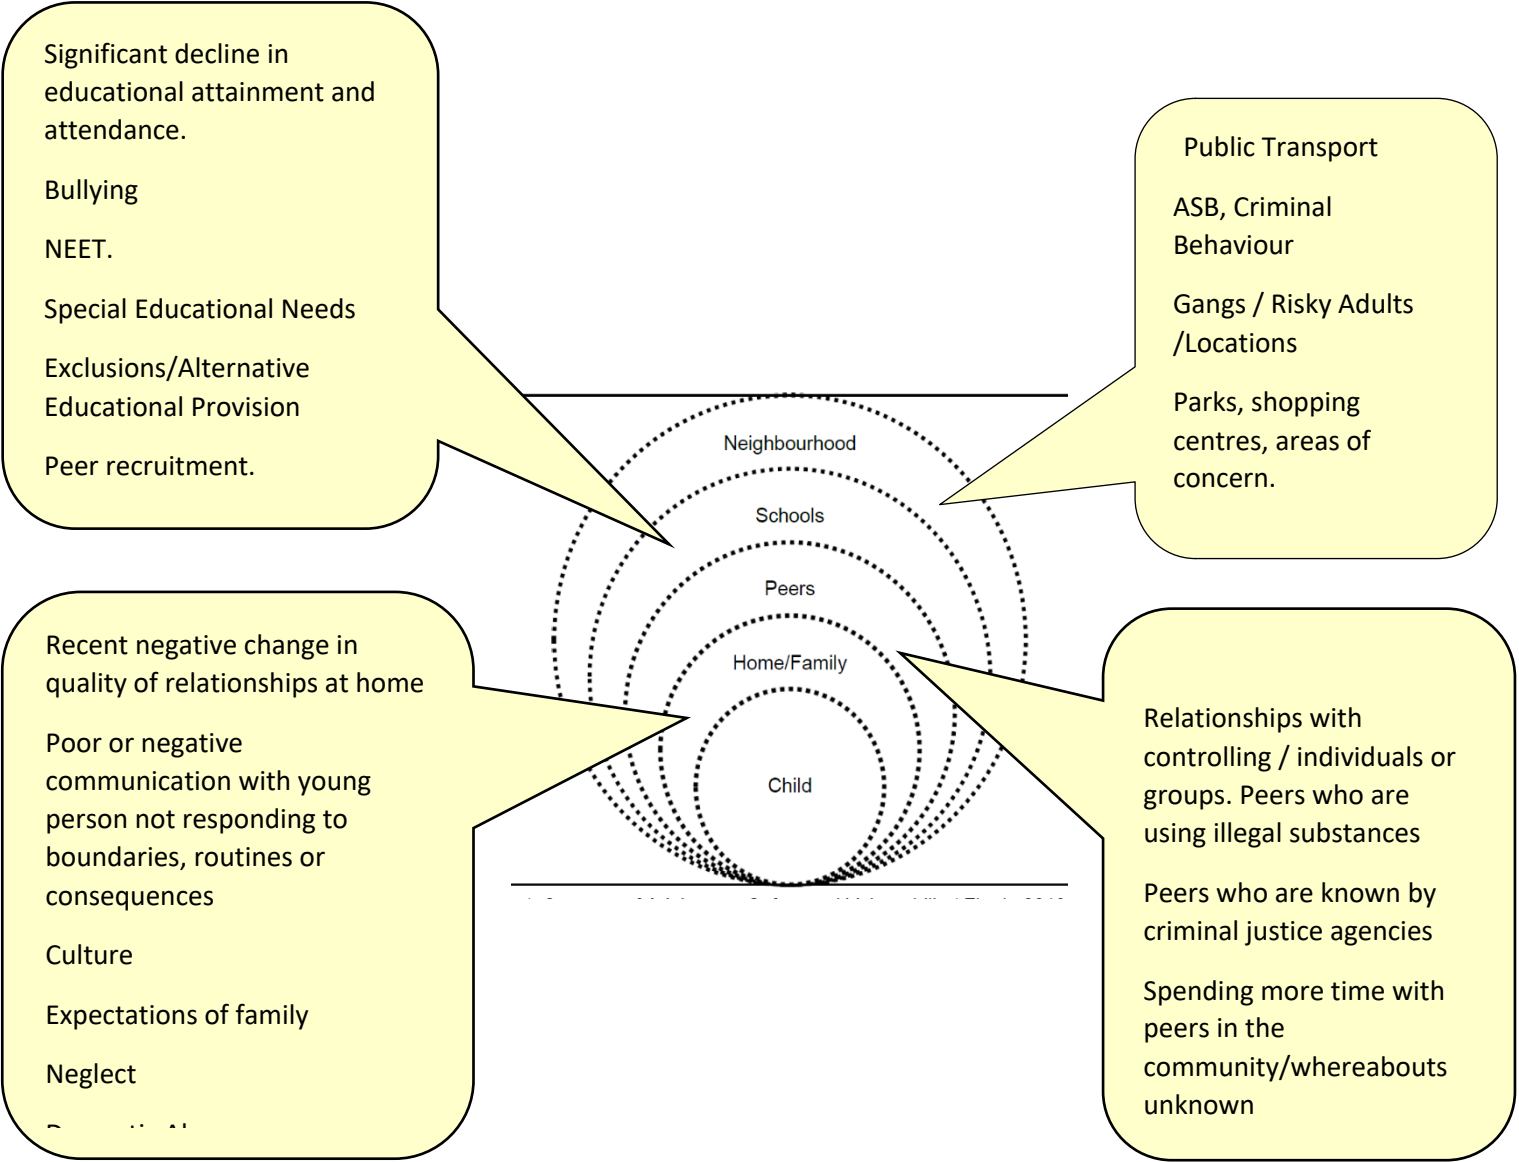 Significant decline in
educational attainment and
attendance.
Bullying
NEET.
Special Educational Needs
Exclusions/Alternative
Educational Provision
Peer recruitment.
Public Transport
ASB, Criminal
Behaviour
Gangs / Risky Adults
/Locations
Parks, shopping
centres, areas of
concern.
Neighbourhood
Schools
Peers
Home/Family
Child
Recent negative change in
quality of relationships at home
Poor or negative
communication with young
person not responding to
boundaries, routines or
consequences
Culture
Expectations of family
Neglect
Relationships with
controlling / individuals or
groups. Peers who are
using illegal substances
Peers who are known by
criminal justice agencies
Spending more time with
peers in the
community/whereabouts
unknown